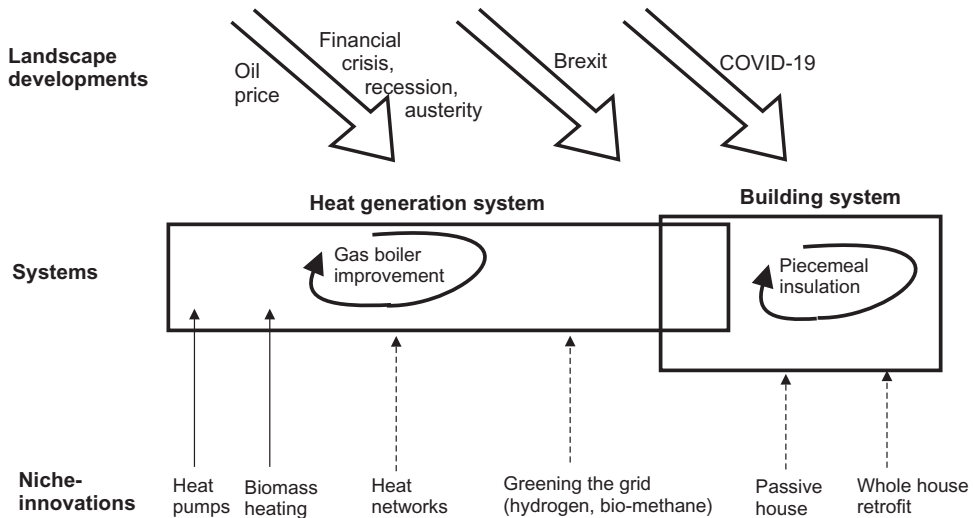 Landscape
developments
Oil
price
Financial
crisis,
recession,
austerity
Brexit
COVID-19
Heat generation system
Building system
Systems
Gas boiler
improvement
Piecemeal
insulation
Niche-
innovations
Heat
pumps
Biomass
heating
Heat
networks
Greening the grid
(hydrogen, bio-methane)
Passive
house
Whole house
retrofit